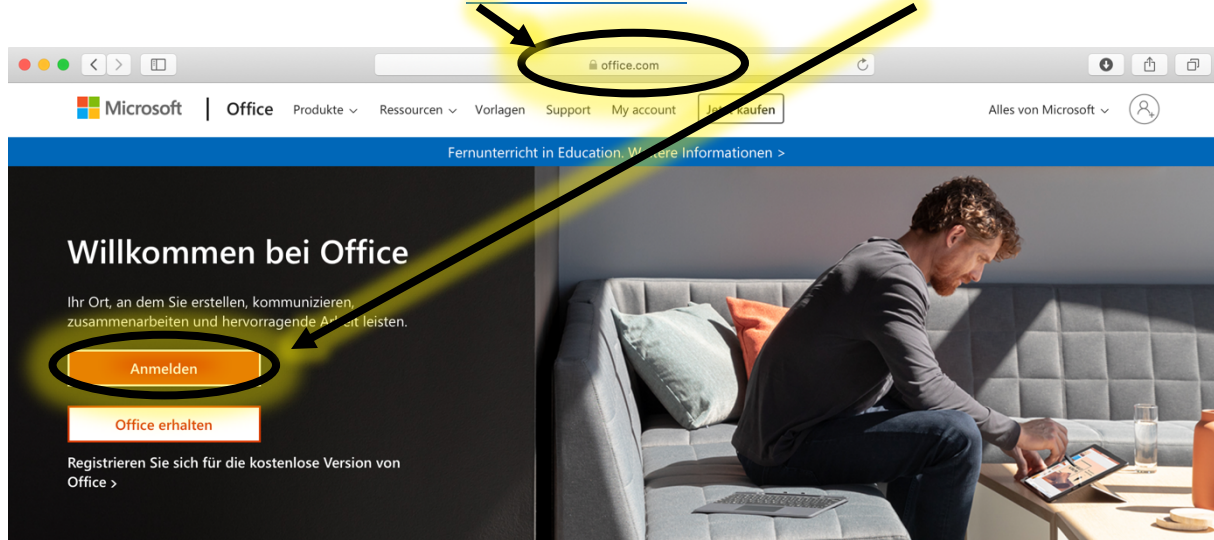 office.com
Microsoft | Office Produkte Ressourcen Vorlagen Support My account Jetzt kaufen Alles von Microsoft
Fernunterricht in Education. Weitere Informationen >
Willkommen bei Office
Ihr Ort, an dem Sie erstellen, kommunizieren,
zusammenarbeiten und hervorragende Arbeit leisten.
Anmelden
Office erhalten
Registrieren Sie sich für die kostenlose Version von
Office >